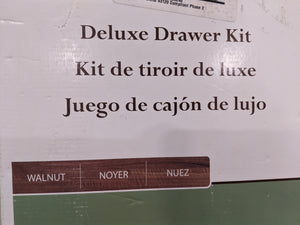 Deluxe Drawer Kit
Kit de tiroir de luxe
Juego de cajón de lujo
WALNUT NOYER NUEZ